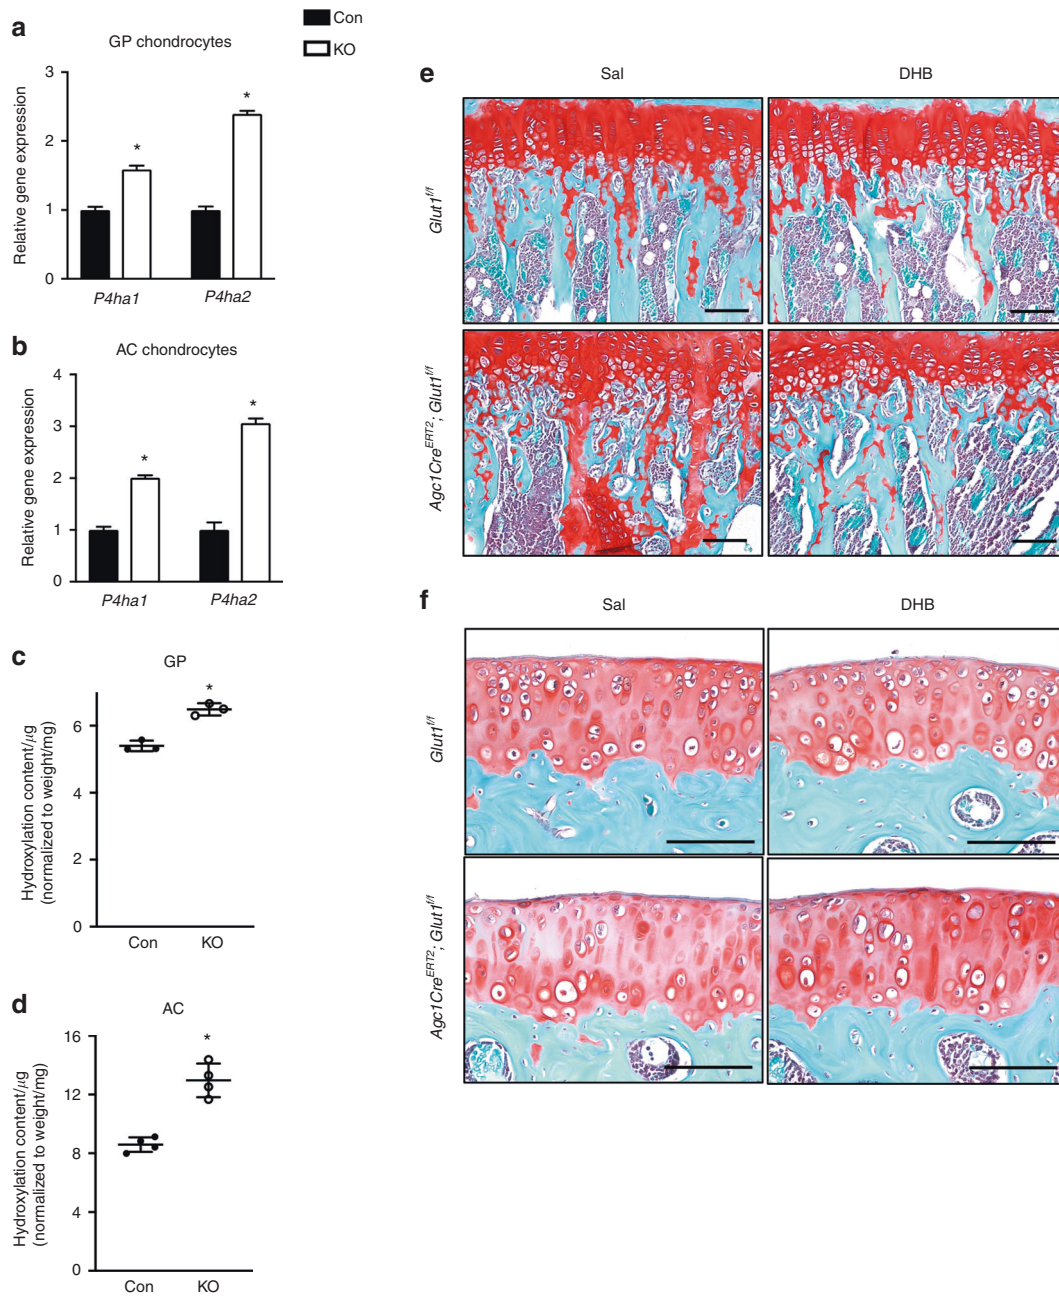 Con
KO
a
GP chondrocytes
Relative gene expression
3
2
1
0
P4ha1
P4ha2
*
*
b
AC chondrocytes
Relative gene expression
4
3
2
1
0
P4ha1
P4ha2
*
*
c
GP
Hydroxylation content/μg
(normalized to weight/mg)
6
4
2
0
Con
KO
*
d
AC
Hydroxylation content/μg
(normalized to weight/mg)
16
12
8
4
0
Con
KO
*
e
Sal
DHB
Glut1f/f
Agc1CreERT2; Glut1f/f
f
Sal
DHB
Glut1f/f
Agc1CreERT2; Glut1f/f